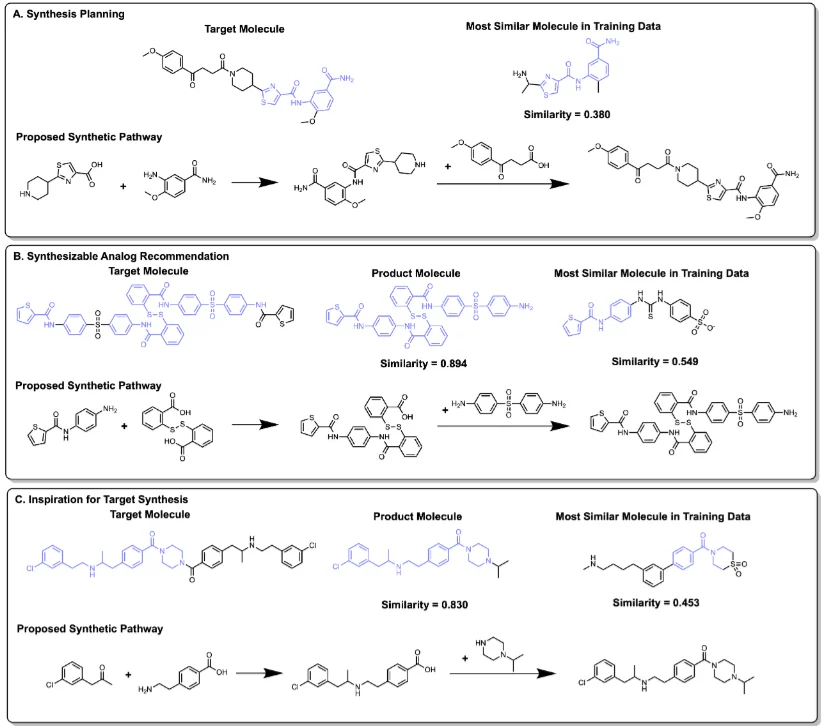 A. Synthesis Planning
Target Molecule
Most Similar Molecule in Training Data
Similarity = 0.380
Proposed Synthetic Pathway
+
+
B. Synthesizable Analog Recommendation
Target Molecule
Product Molecule
Most Similar Molecule in Training Data
Similarity = 0.894
Similarity = 0.549
Proposed Synthetic Pathway
+
+
C. Inspiration for Target Synthesis
Target Molecule
Product Molecule
Most Similar Molecule in Training Data
Similarity = 0.830
Similarity = 0.453
Proposed Synthetic Pathway
+
+